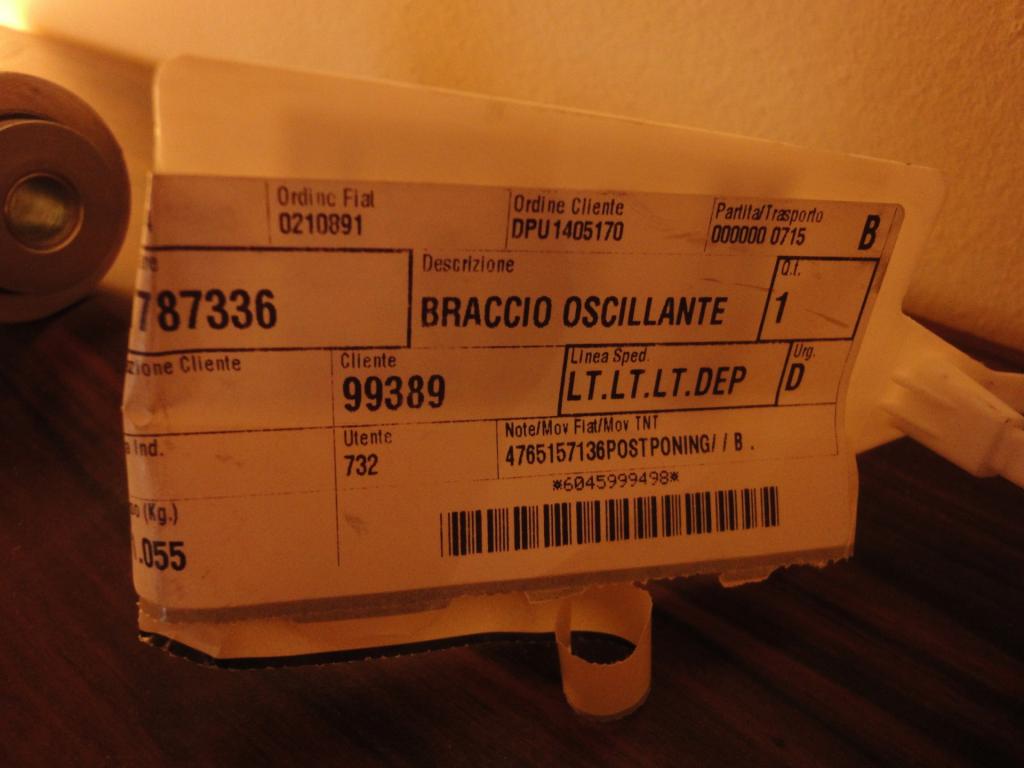 Ordine Fiat
0210891
Ordine Cliente
DPU1405170
Partita/Trasporto
000000 0715
B
787336
Descrizione
BRACCIO OSCILLANTE
Q.t.
1
Cliente
Cliente
99389
Linea Sped.
LT.LT.LT.DEP
Urg.
D
Ind.
Utente
732
Note/Mov Fiat/Mov TNT
4765157136POSTPONING/ / B .
(Kg.)
.055
*6045999498*